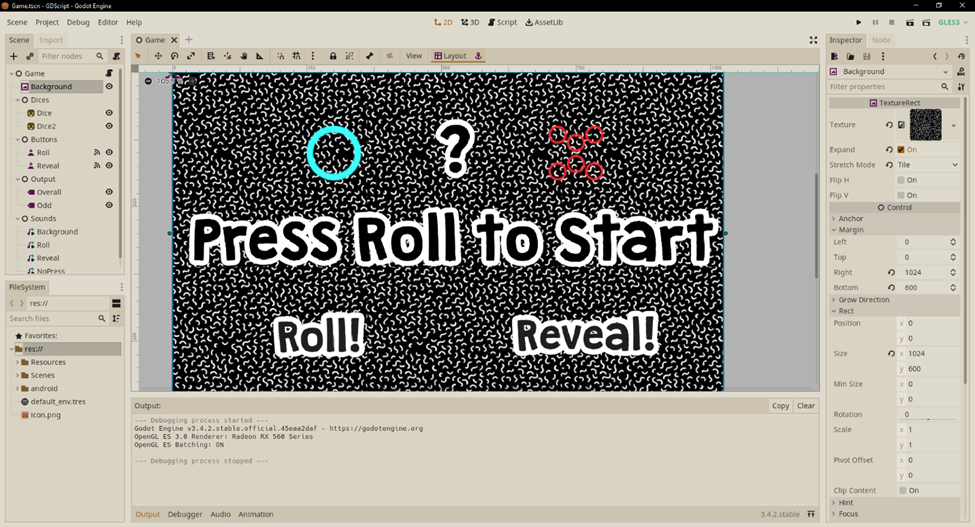 Game.tscn - GDScript - Godot Engine
Scene Project Debug Editor Help
2D 3D Script AssetLib
GLES3
Scene Import
Game
Inspector Node
Filter nodes
View Layout
Game
Background
Dices
Dice
Dice2
Buttons
Roll
Reveal
Output
Overall
Odd
Sounds
Background
Roll
Reveal
NoPress
FileSystem
res://
Search files
Favorites:
res://
Resources
Scenes
android
default_env.tres
icon.png
?
Press Roll to Start
Roll! Reveal!
Output:
Copy Clear
--- Debugging process started ---
Godot Engine v3.4.2.stable.official.45eaa2daf - https://godotengine.org
OpenGL ES 3.0 Renderer: Radeon RX 560 Series
OpenGL ES Batching: ON
--- Debugging process stopped ---
Output Debugger Audio Animation
3.4.2.stable
Background
Filter properties
TextureRect
Texture
Expand On
Stretch Mode Tile
Flip H On
Flip V On
Control
Anchor
Margin
Left 0
Top 0
Right 1024
Bottom 600
Grow Direction
Rect
Position x 0
y 0
Size x 1024
y 600
Min Size x 0
y 0
Rotation 0
Scale x 1
y 1
Pivot Offset x 0
y 0
Clip Content On
Hint
Focus